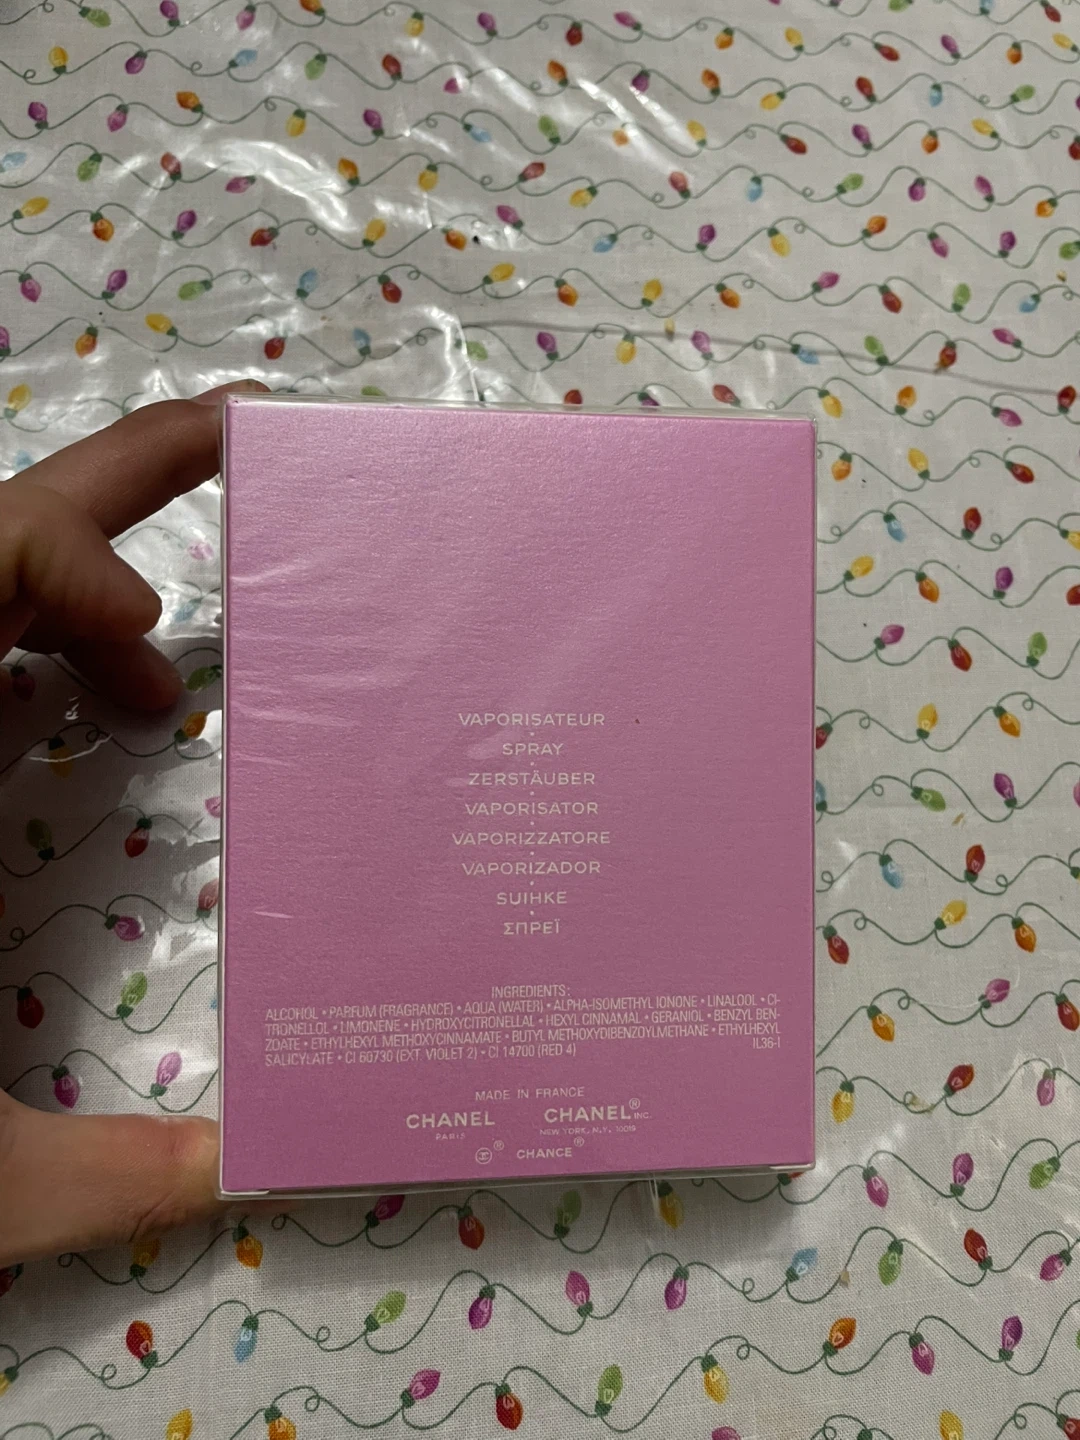 VAPORISATEUR
SPRAY
ZERSTÄUBER
VAPORISATOR
VAPORIZZATORE
VAPORIZADOR
SUIHKE
ΣΠΡΕΪ
INGREDIENTS:
ALCOHOL • PARFUM (FRAGRANCE) • AQUA (WATER) • ALPHA-ISOMETHYL IONONE • LINALOOL • CI-
TRONELLOL • LIMONENE • HYDROXYCITRONELLAL • HEXYL CINNAMAL • GERANIOL • BENZYL BEN-
ZOATE • ETHYLHEXYL METHOXYCINNAMATE • BUTYL METHOXYDIBENZOYLMETHANE • ETHYLHEXYL
SALICYLATE • CI 60730 (EXT. VIOLET 2) • CI 14700 (RED 4) IL36-1
MADE IN FRANCE
CHANEL CHANEL® INC.
PARIS NEW YORK, N.Y. 10019
® CHANCE®